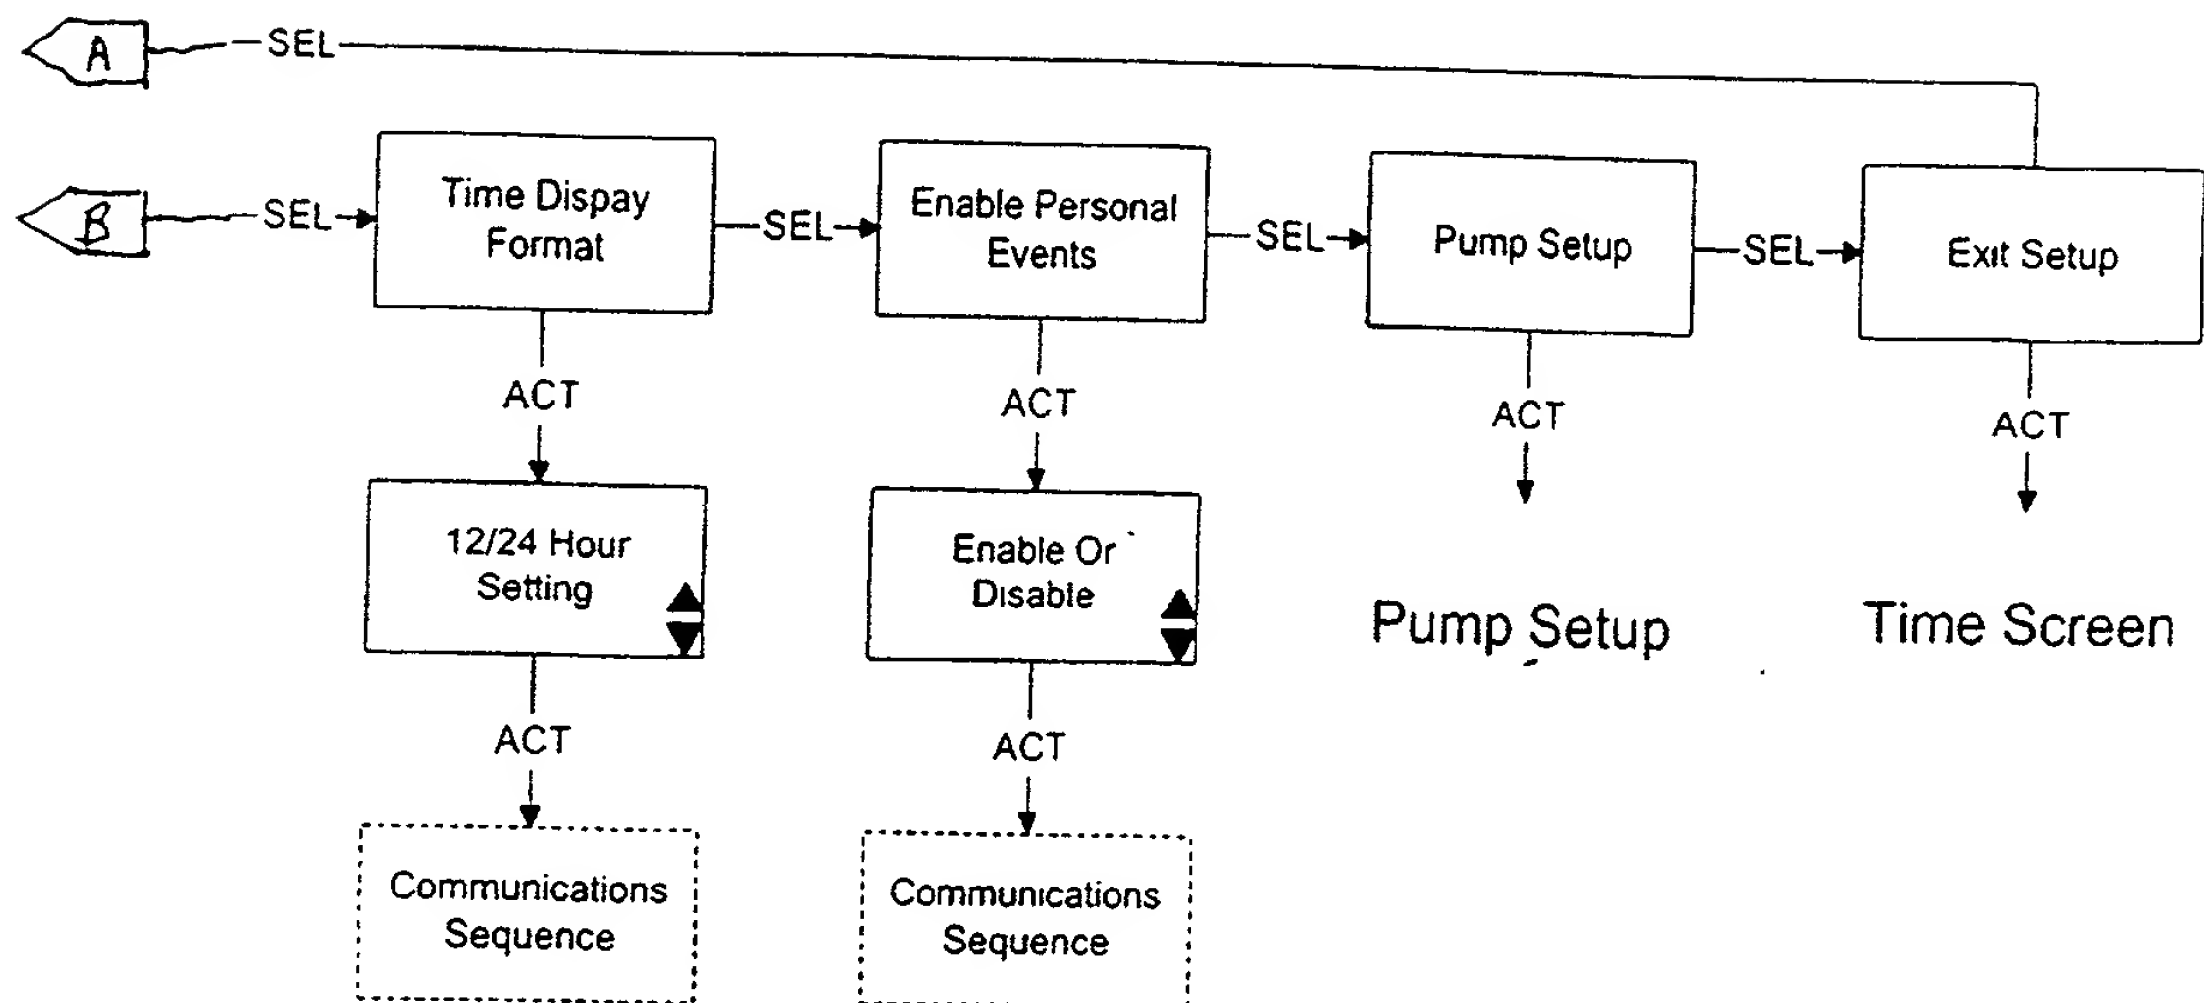 A
SEL
B
SEL
Time Dispay
Format
SEL
Enable Personal
Events
SEL
Pump Setup
SEL
Exit Setup
ACT
ACT
ACT
ACT
12/24 Hour
Setting
Enable Or
Disable
Pump Setup
Time Screen
ACT
ACT
Communications
Sequence
Communications
Sequence